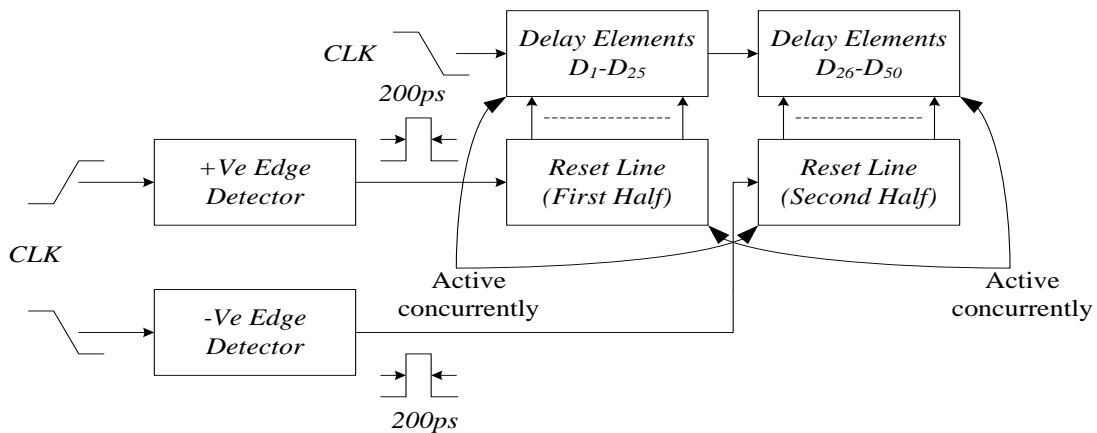 CLK
Delay Elements
D1-D25
Delay Elements
D26-D50
200ps
+Ve Edge
Detector
Reset Line
(First Half)
Reset Line
(Second Half)
CLK
Active
concurrently
Active
concurrently
-Ve Edge
Detector
200ps